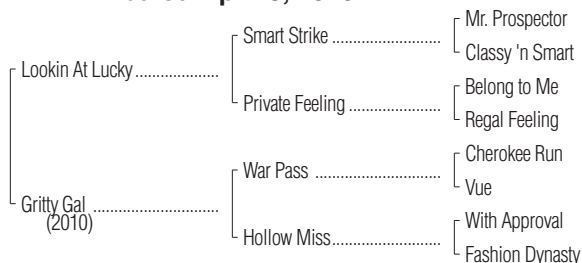 Smart Strike ........................
Mr. Prospector
Classy 'n Smart
Lookin At Lucky ...................
Private Feeling ....................
Belong to Me
Regal Feeling
War Pass ............................
Cherokee Run
Vue
Gritty Gal ............................
(2010)
Hollow Miss ........................
With Approval
Fashion Dynasty